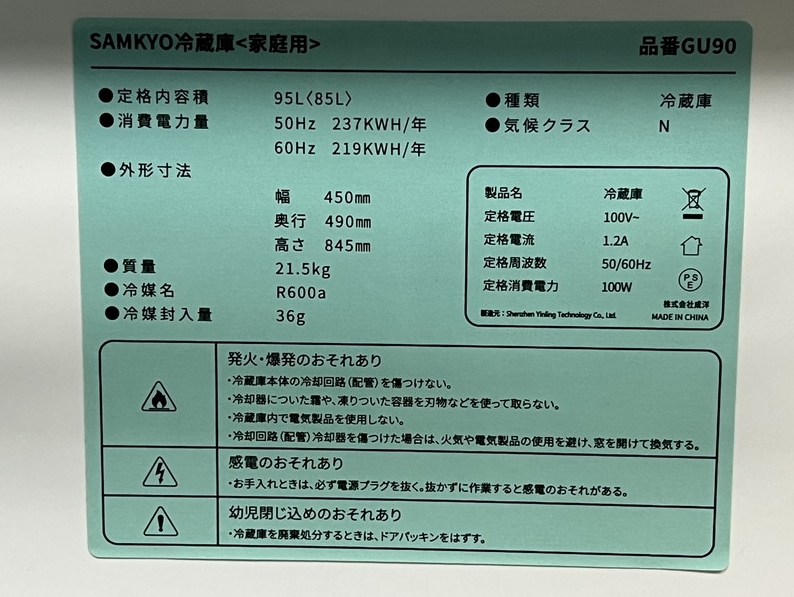 SAMKYO冷蔵庫<家庭用> 品番GU90
●定格内容積 95L〈85L〉
●消費電力量 50Hz 237KWH/年
60Hz 219KWH/年
●外形寸法
幅 450mm
奥行 490mm
高さ 845mm
●質量 21.5kg
●冷媒名 R600a
●冷媒封入量 36g
●種類 冷蔵庫
●気候クラス N
製品名 冷蔵庫
定格電圧 100V~
定格電流 1.2A
定格周波数 50/60Hz
定格消費電力 100W
PSE
株式会社威洋
製造元：Shenzhen Yinling Technology Co., Ltd. MADE IN CHINA
発火・爆発のおそれあり
・冷蔵庫本体の冷却回路（配管）を傷つけない。
・冷却器についた霜や、凍りついた容器を刃物などを使って取らない。
・冷蔵庫内で電気製品を使用しない。
・冷却回路（配管）冷却器を傷つけた場合は、火気や電気製品の使用を避け、窓を開けて換気する。
感電のおそれあり
・お手入れときは、必ず電源プラグを抜く。抜かずに作業すると感電のおそれがある。
幼児閉じ込めのおそれあり
・冷蔵庫を廃棄処分するときは、ドアパッキンをはずす。